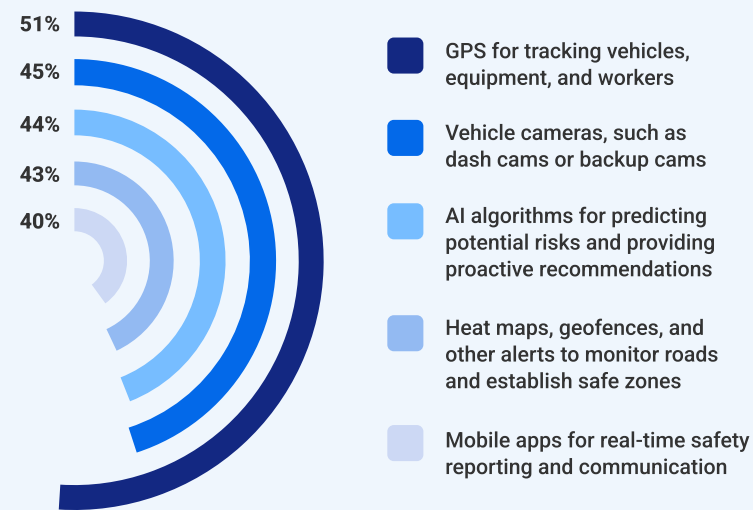 51%
45%
44%
43%
40%
GPS for tracking vehicles,
equipment, and workers
Vehicle cameras, such as
dash cams or backup cams
AI algorithms for predicting
potential risks and providing
proactive recommendations
Heat maps, geofences, and
other alerts to monitor roads
and establish safe zones
Mobile apps for real-time safety
reporting and communication